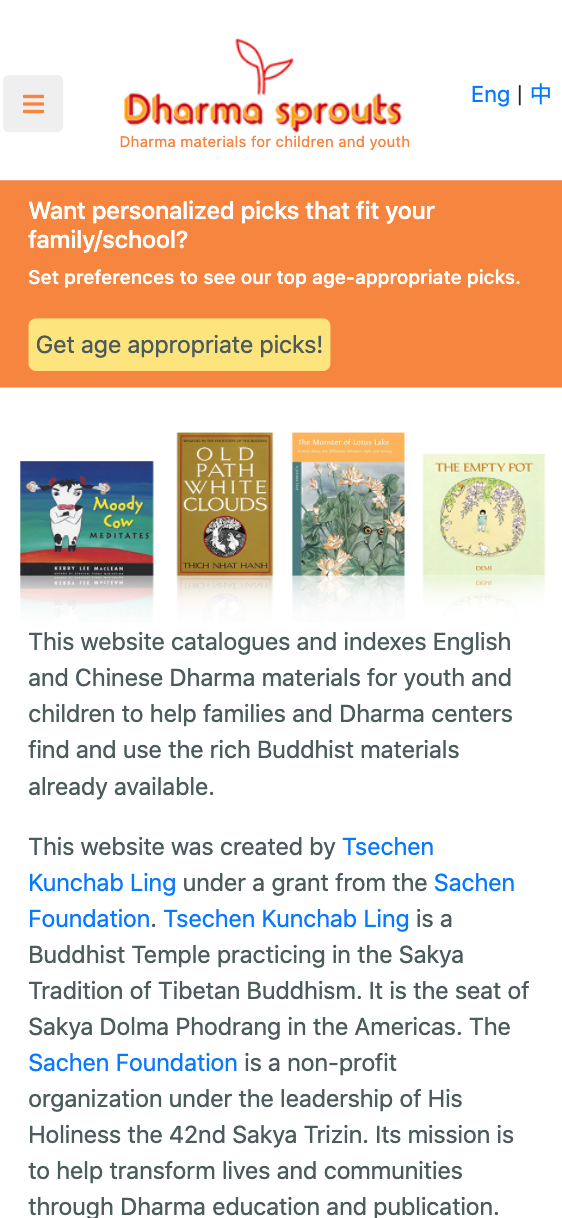 Dharma sprouts
Dharma materials for children and youth
Eng | 中
Want personalized picks that fit your
family/school?
Set preferences to see our top age-appropriate picks.
Get age appropriate picks!
Moody
Cow
MEDITATES
KERRY LEE MACLEAN
OLD
PATH
WHITE
CLOUDS
THICH NHAT HANH
The Monster of Lotus Lake
THE EMPTY POT
DEMI
This website catalogues and indexes English
and Chinese Dharma materials for youth and
children to help families and Dharma centers
find and use the rich Buddhist materials
already available.
This website was created by Tsechen
Kunchab Ling under a grant from the Sachen
Foundation. Tsechen Kunchab Ling is a
Buddhist Temple practicing in the Sakya
Tradition of Tibetan Buddhism. It is the seat of
Sakya Dolma Phodrang in the Americas. The
Sachen Foundation is a non-profit
organization under the leadership of His
Holiness the 42nd Sakya Trizin. Its mission is
to help transform lives and communities
through Dharma education and publication.